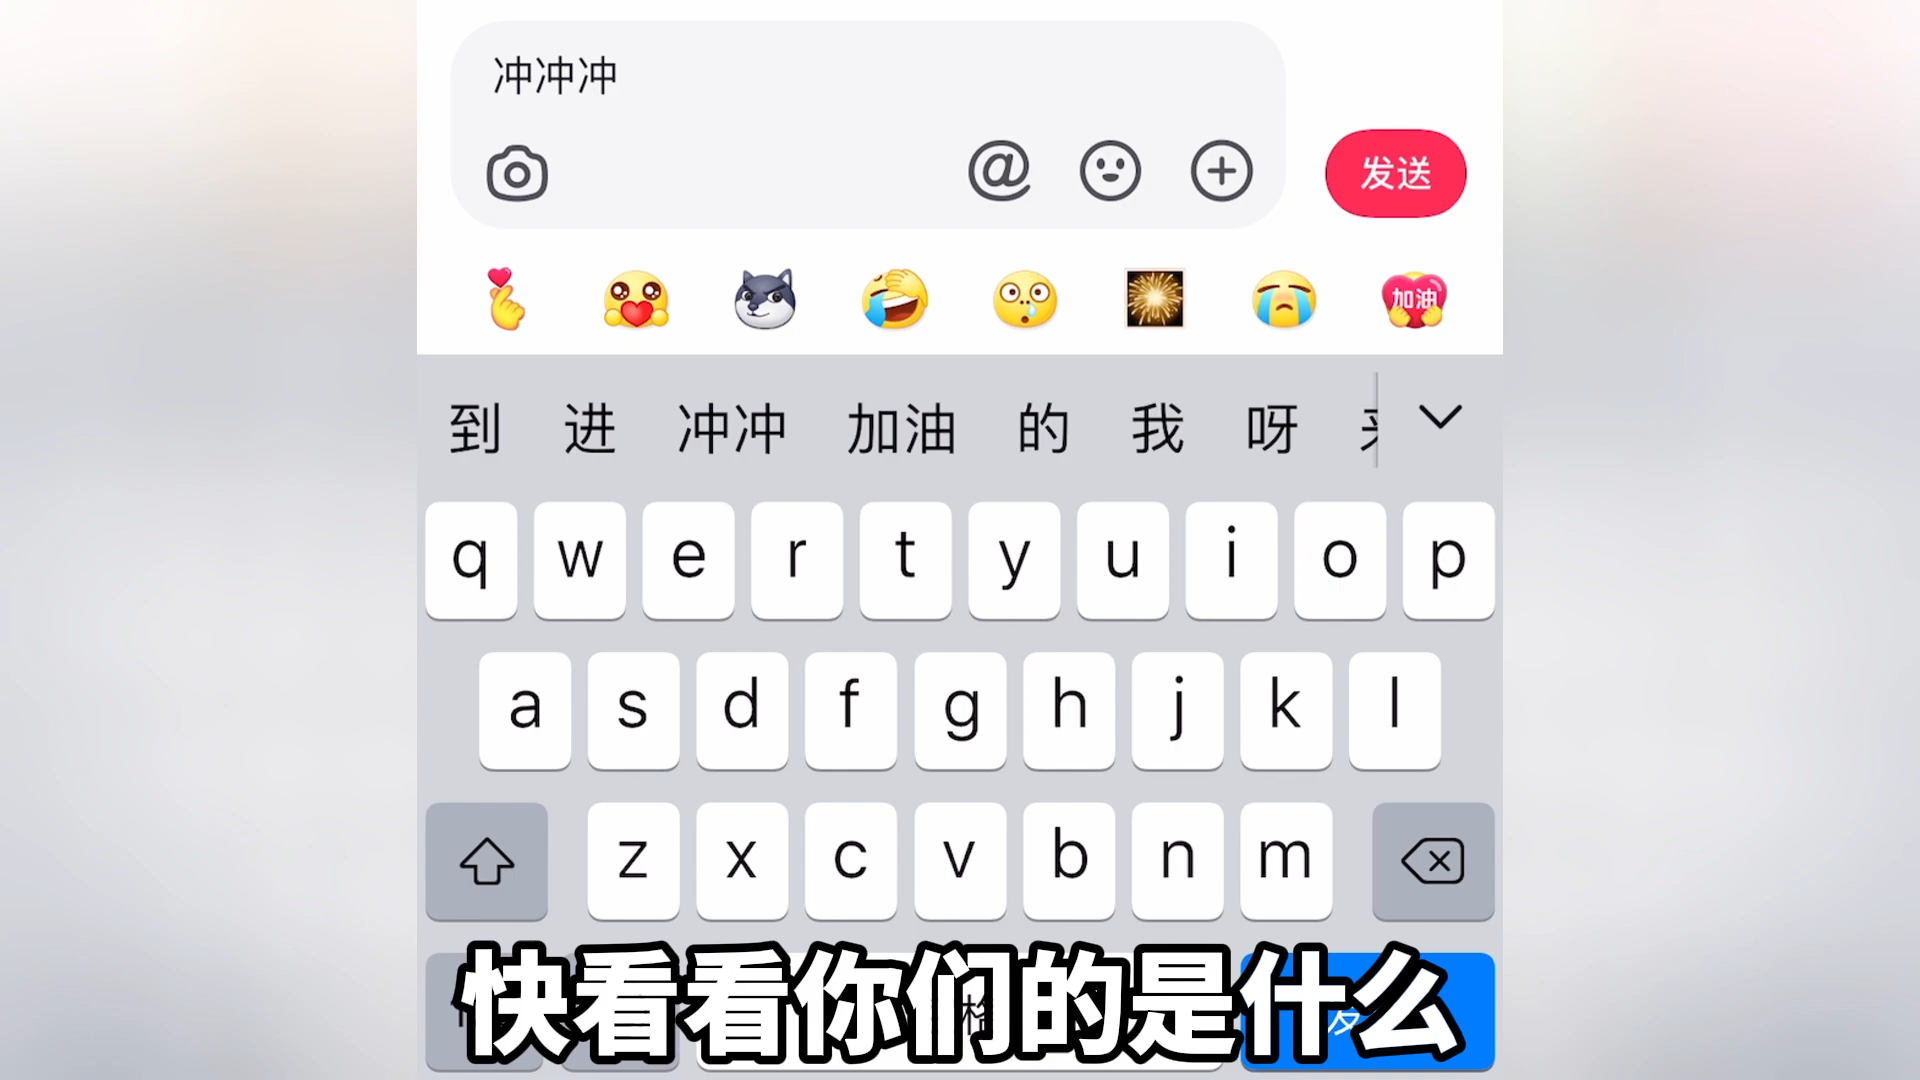 冲冲冲
发送
加油
到 进 冲冲 加油 的 我 呀
q w e r t y u i o p
a s d f g h j k l
z x c v b n m
快看看你们的是什么